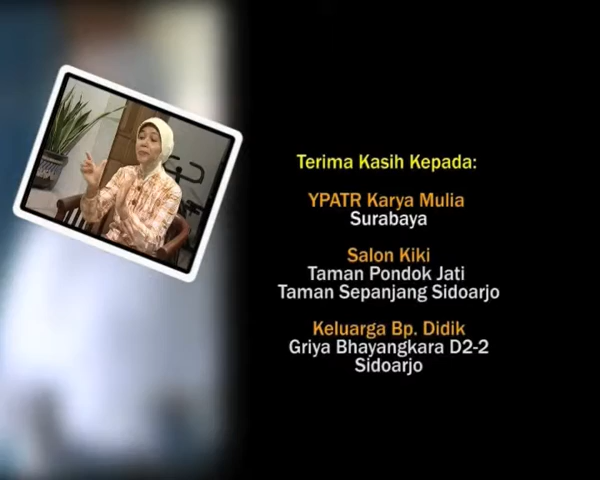 Terima Kasih Kepada:
YPATR Karya Mulia
Surabaya
Salon Kiki
Taman Pondok Jati
Taman Sepanjang Sidoarjo
Keluarga Bp. Didik
Griya Bhayangkara D2-2
Sidoarjo